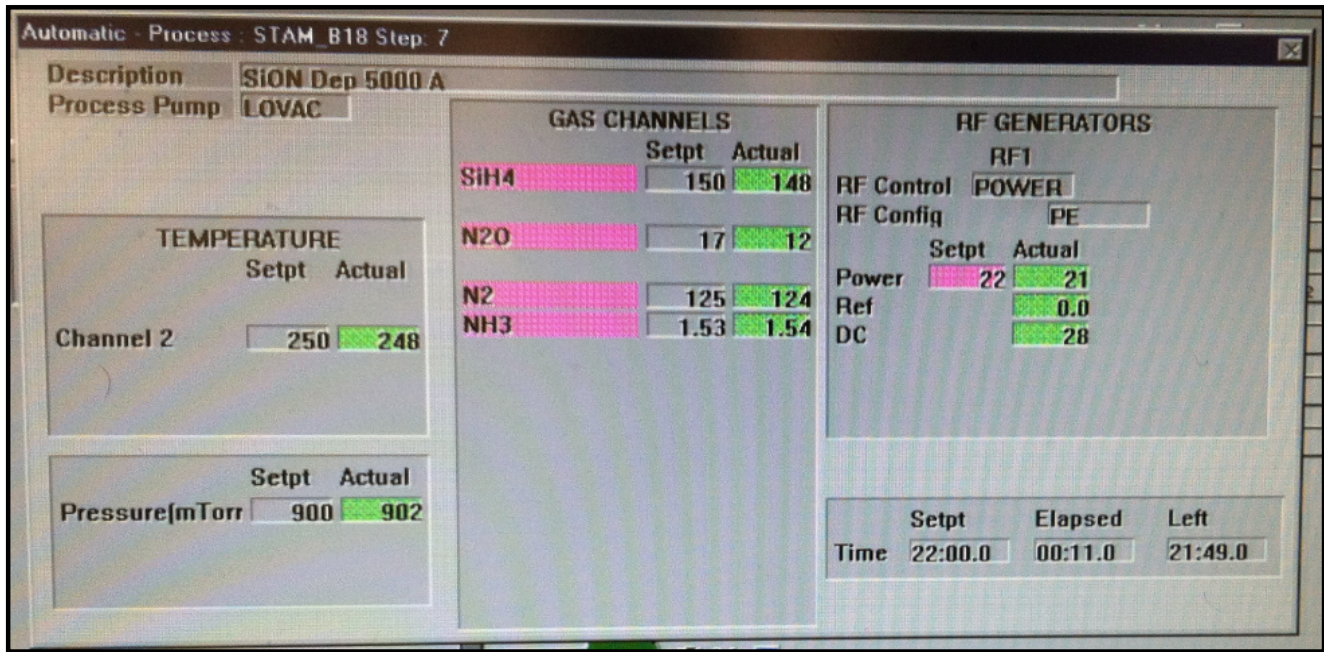 Automatic - Process : STAM_B18 Step: 7
Description SiON Dep 5000 A
Process Pump LOVAC
TEMPERATURE
Setpt Actual
Channel 2 250 248
Setpt Actual
Pressure(mTorr 900 902
GAS CHANNELS
Setpt Actual
SiH4 150 148
N2O 17 12
N2 125 124
NH3 1.53 1.54
RF GENERATORS
RF1
RF Control POWER
RF Config PE
Setpt Actual
Power 22 21
Ref 0.0
DC 28
Setpt Elapsed Left
Time 22:00.0 00:11.0 21:49.0